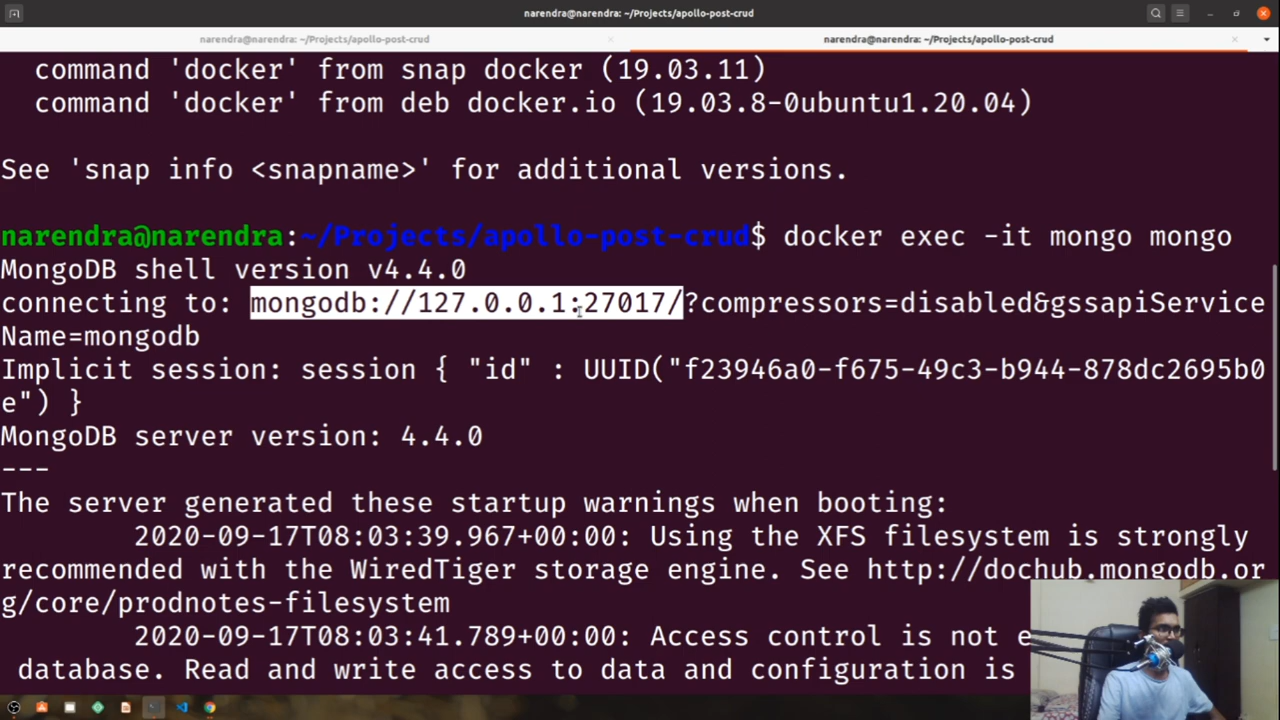 narendra@narendra: ~/Projects/apollo-post-crud
narendra@narendra: ~/Projects/apollo-post-crud
narendra@narendra: ~/Projects/apollo-post-crud
command 'docker' from snap docker (19.03.11)
command 'docker' from deb docker.io (19.03.8-0ubuntu1.20.04)
See 'snap info <snapname>' for additional versions.
narendra@narendra:~/Projects/apollo-post-crud$ docker exec -it mongo mongo
MongoDB shell version v4.4.0
connecting to: mongodb://127.0.0.1:27017/?compressors=disabled&gssapiService
Name=mongodb
Implicit session: session { "id" : UUID("f23946a0-f675-49c3-b944-878dc2695b0
e") }
MongoDB server version: 4.4.0
---
The server generated these startup warnings when booting:
2020-09-17T08:03:39.967+00:00: Using the XFS filesystem is strongly
recommended with the WiredTiger storage engine. See http://dochub.mongodb.or
g/core/prodnotes-filesystem
2020-09-17T08:03:41.789+00:00: Access control is not e
database. Read and write access to data and configuration is